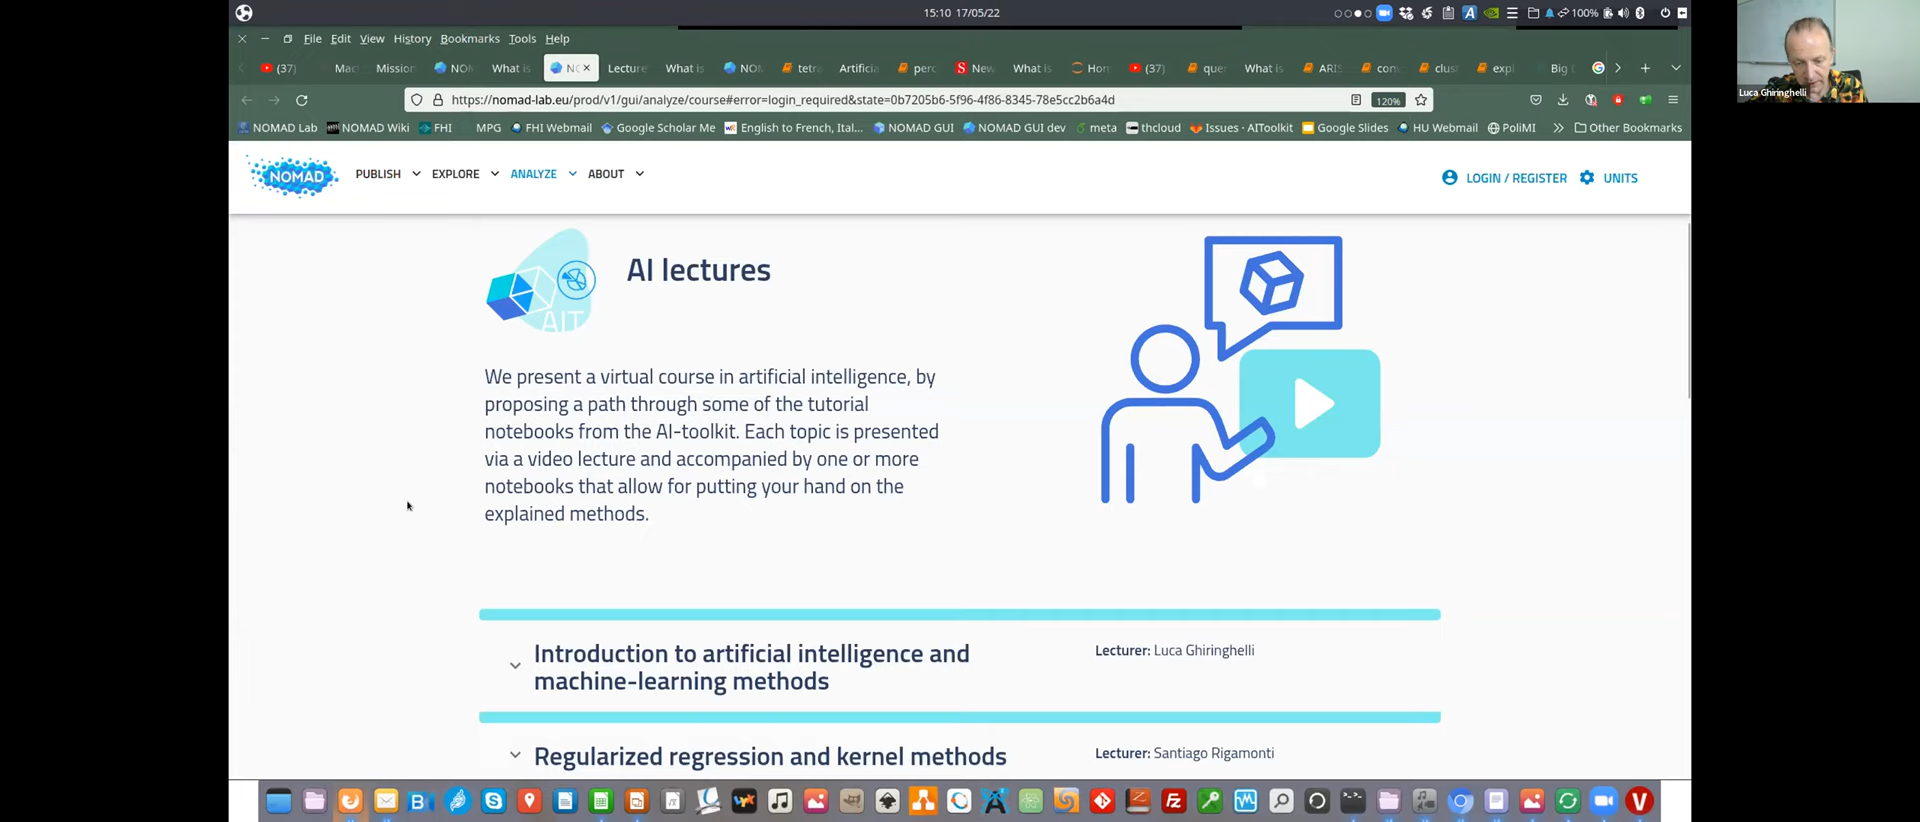 15:10 17/05/22
100%
File Edit View History Bookmarks Tools Help
(37) Mac Mission NOM What is NO Lecture What is NOM tetra Artificia perc New What is Hom (37) quer What is ARIS con clust expl Big
https://nomad-lab.eu/prod/v1/gui/analyze/course#error=login_required&state=0b7205b6-5f96-4f86-8345-78e5cc2b6a4d
120%
NOMAD Lab NOMAD Wiki FHI MPG FHI Webmail Google Scholar Me English to French, Ital... NOMAD GUI NOMAD GUI dev meta thcloud Issues · AIToolkit Google Slides HU Webmail PoliMI Other Bookmarks
NOMAD PUBLISH EXPLORE ANALYZE ABOUT LOGIN / REGISTER UNITS
AIT
AI lectures
We present a virtual course in artificial intelligence, by
proposing a path through some of the tutorial
notebooks from the AI-toolkit. Each topic is presented
via a video lecture and accompanied by one or more
notebooks that allow for putting your hand on the
explained methods.
Introduction to artificial intelligence and
machine-learning methods
Lecturer: Luca Ghiringhelli
Regularized regression and kernel methods
Lecturer: Santiago Rigamonti
Luca Ghiringhelli